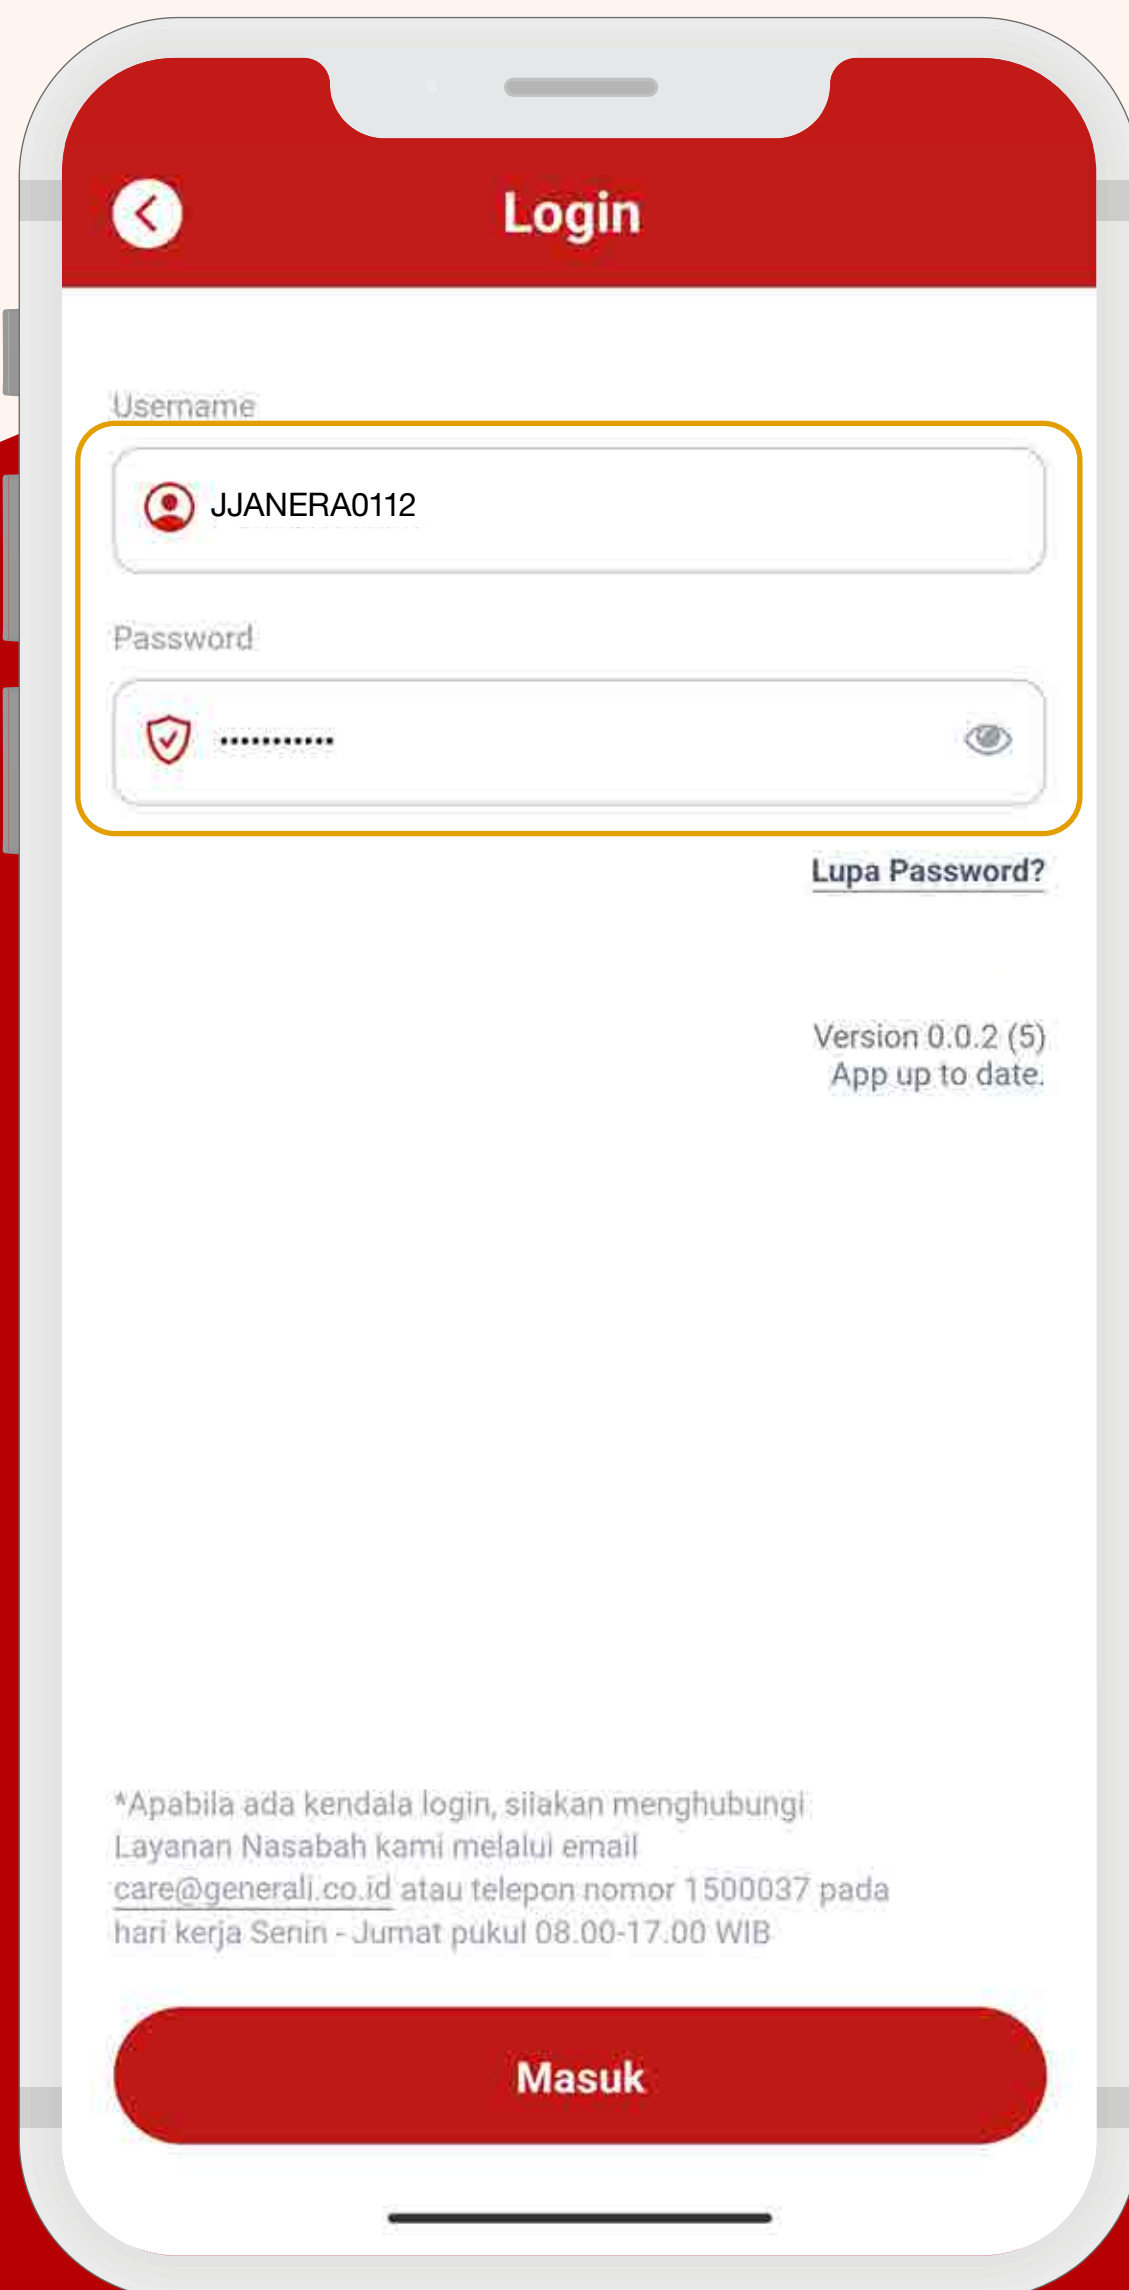 Login
Username
JJANERA0112
Password
•••••••••••
Lupa Password?
Version 0.0.2 (5)
App up to date.
*Apabila ada kendala login, silakan menghubungi
Layanan Nasabah kami melalui email
care@generali.co.id atau telepon nomor 1500037 pada
hari kerja Senin - Jumat pukul 08.00-17.00 WIB
Masuk